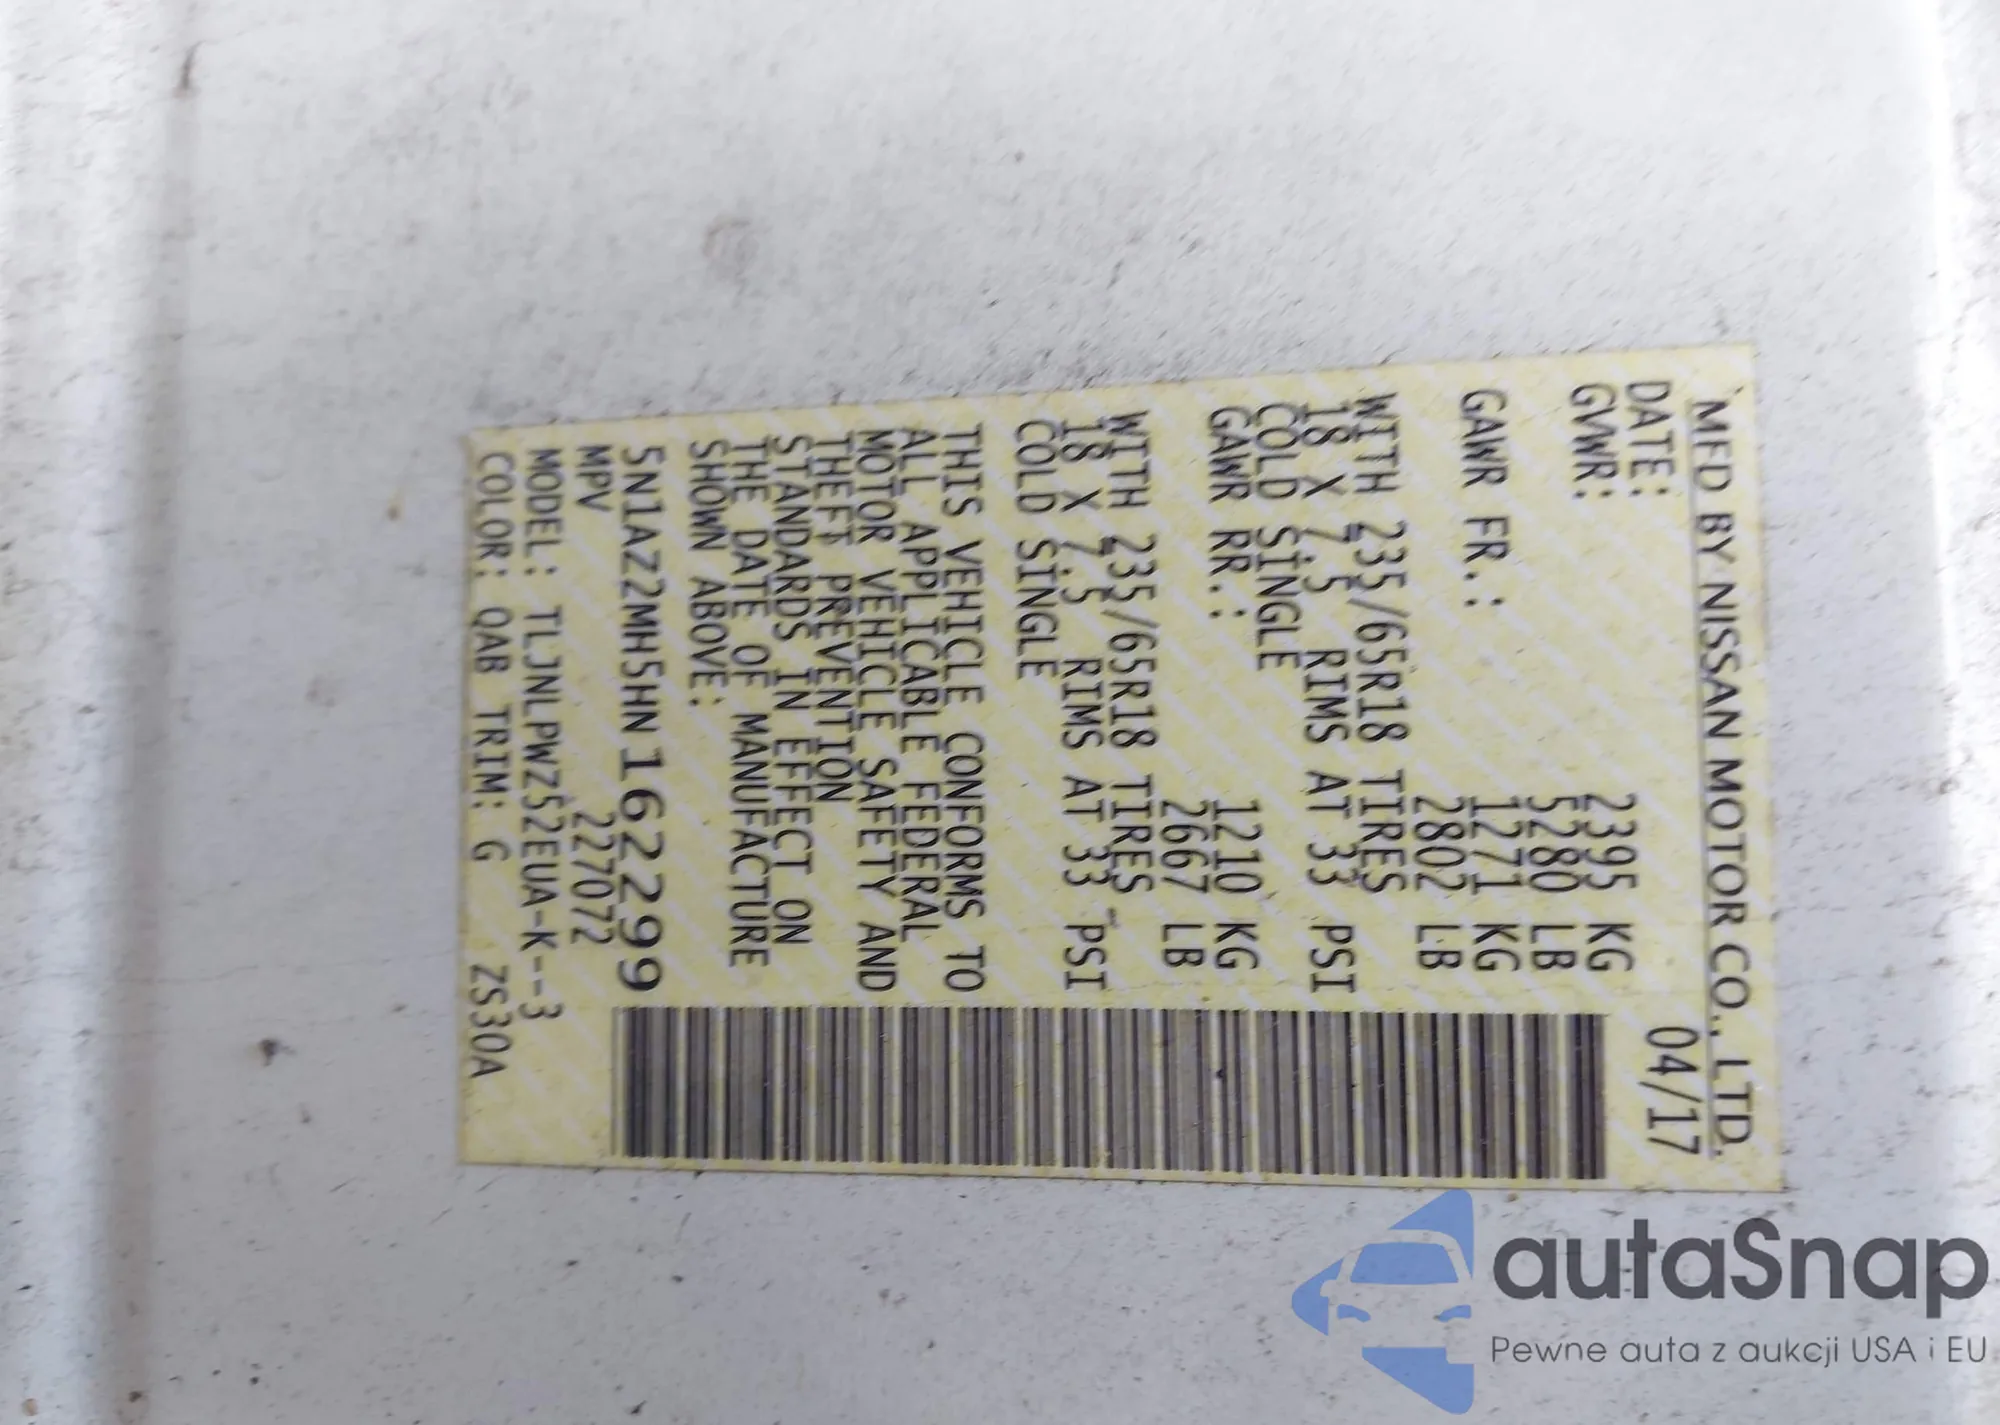 MFD BY NISSAN MOTOR CO., LTD.
DATE: 04/17
GVWR: 2395 KG
5280 LB
GAWR FR.: 1271 KG
2802 LB
WITH 235/65R18 TIRES
18 X 7.5 RIMS AT 33 PSI
COLD SINGLE
GAWR RR.: 1210 KG
2667 LB
WITH 235/65R18 TIRES
18 X 7.5 RIMS AT 33 PSI
COLD SINGLE
THIS VEHICLE CONFORMS TO
ALL APPLICABLE FEDERAL
MOTOR VEHICLE SAFETY AND
THEFT PREVENTION
STANDARDS IN EFFECT ON
THE DATE OF MANUFACTURE
SHOWN ABOVE:
5N1AZ2MH5HN162299
MPV 227072
MODEL: TLJNLPWZ52EUA-K--3
COLOR: QAB TRIM: G ZS30A
autaSnap
Pewne auta z aukcji USA i EU